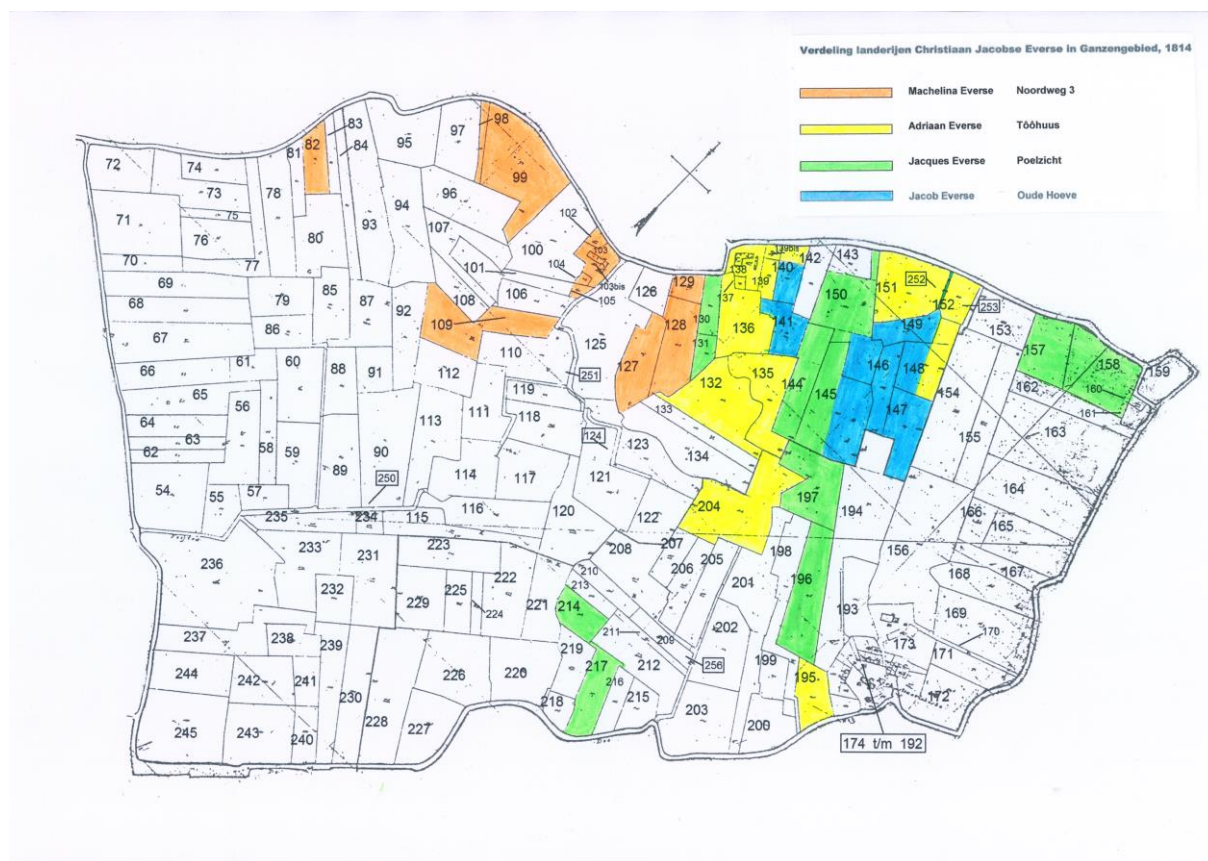 Verdeling landerijen Christiaan Jacobse Everse in Ganzengebied, 1814
Machelina Everse Noordweg 3
Adriaan Everse Tôôhuus
Jacques Everse Poelzicht
Jacob Everse Oude Hoeve
83 98
82 84 95 97
81
72 74 99
73 78 96
71 75 94 102
76 80 93 107 100 103
70 77 101 104 103bis
69 79 85 87 92 108 106 105 126 129
68 86 109
67 110 125 128
66 61 60 88 91 112 251 127
65 56 119
64 63 58 59 113 111 118 124
62 89 90 114 117 123
54 55 57 250 121
235 234 115 116 120 122
139bis 142 143
138 139 140 151 252
137 150 152 253
136 141 149 153
130 146 157 158 159
131 135 148 160
132 144 145 147 154 162 161
133 155 163
134 164
204 197 194 166 165
236 233 231 223 208 207 205 198 156 167
210 206 201 168
232 229 225 222 213 196 193 169
224 221 214 170
237 238 239 211 209 202 173 171
244 242 241 226 220 219 217 212 256 199 172
230 218 216 215 195
245 243 240 228 227 203 200
174 t/m 192